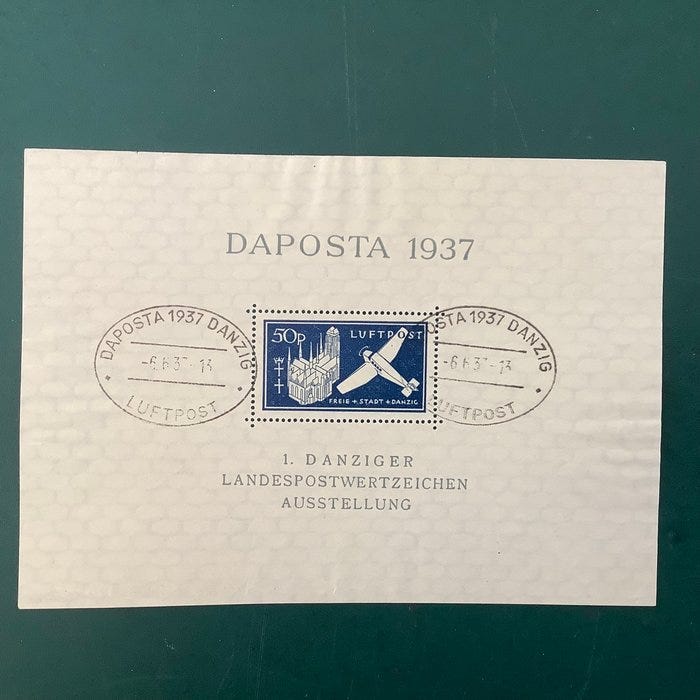 DAPOSTA 1937
DAPOSTA 1937 DANZIG
-6.6.37-13
LUFTPOST
50p
LUFTPOST
FREIE + STADT + DANZIG
DAPOSTA 1937 DANZIG
-6.6.37-13
LUFTPOST
1. DANZIGER
LANDESPOSTWERTZEICHEN
AUSSTELLUNG